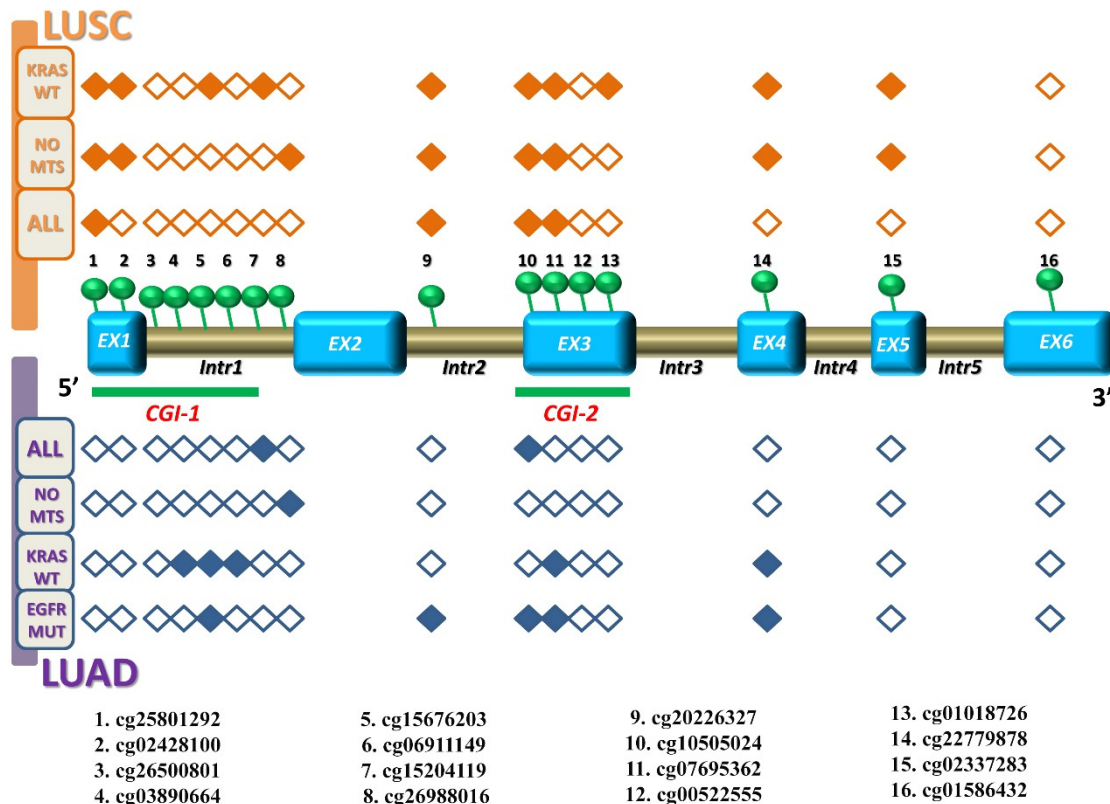 LUSC
KRAS
WT
NO
MTS
ALL
1 2 3 4 5 6 7 8 9 10 11 12 13 14 15 16
EX1 EX2 EX3 EX4 EX5 EX6
Intr1 Intr2 Intr3 Intr4 Intr5
5’ 3’
CGI-1 CGI-2
ALL
NO
MTS
KRAS
WT
EGFR
MUT
LUAD
1. cg25801292
2. cg02428100
3. cg26500801
4. cg03890664
5. cg15676203
6. cg06911149
7. cg15204119
8. cg26988016
9. cg20226327
10. cg10505024
11. cg07695362
12. cg00522555
13. cg01018726
14. cg22779878
15. cg02337283
16. cg01586432